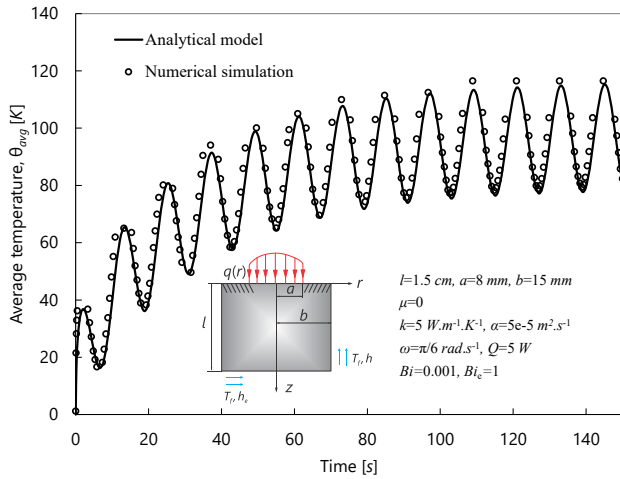 140
120
100
80
60
40
20
0
0 20 40 60 80 100 120 140
Average temperature, θavg [K]
Time [s]
Analytical model
Numerical simulation
q(r)
r
a
b
l
z
Tf, h
Tf, he
l=1.5 cm, a=8 mm, b=15 mm
μ=0
k=5 W.m⁻¹.K⁻¹, α=5e-5 m².s⁻¹
ω=π/6 rad.s⁻¹, Q=5 W
Bi=0.001, Biₑ=1